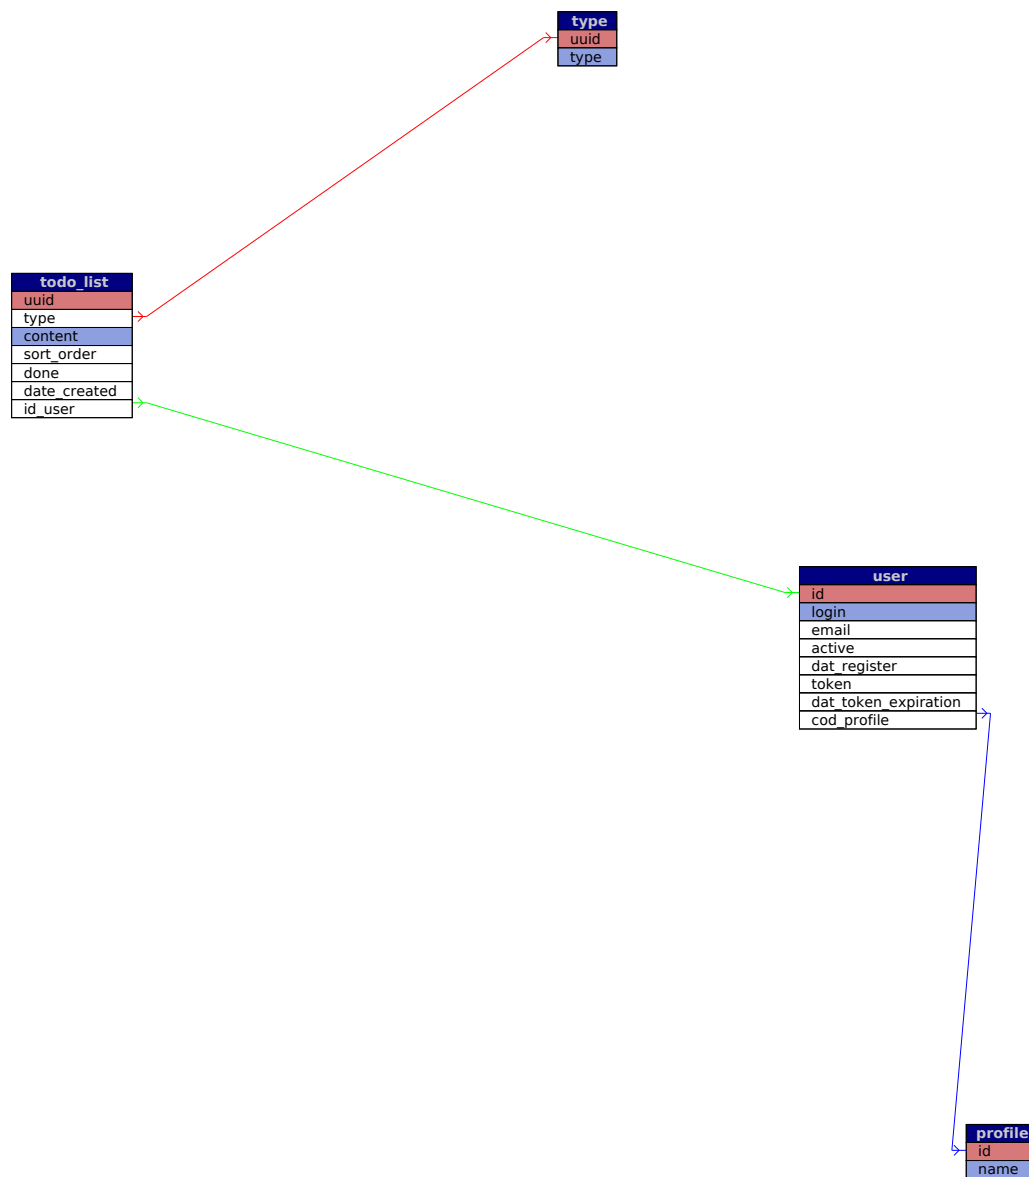 type
uuid
type
todo_list
uuid
type
content
sort_order
done
date_created
id_user
user
id
login
email
active
dat_register
token
dat_token_expiration
cod_profile
profile
id
name